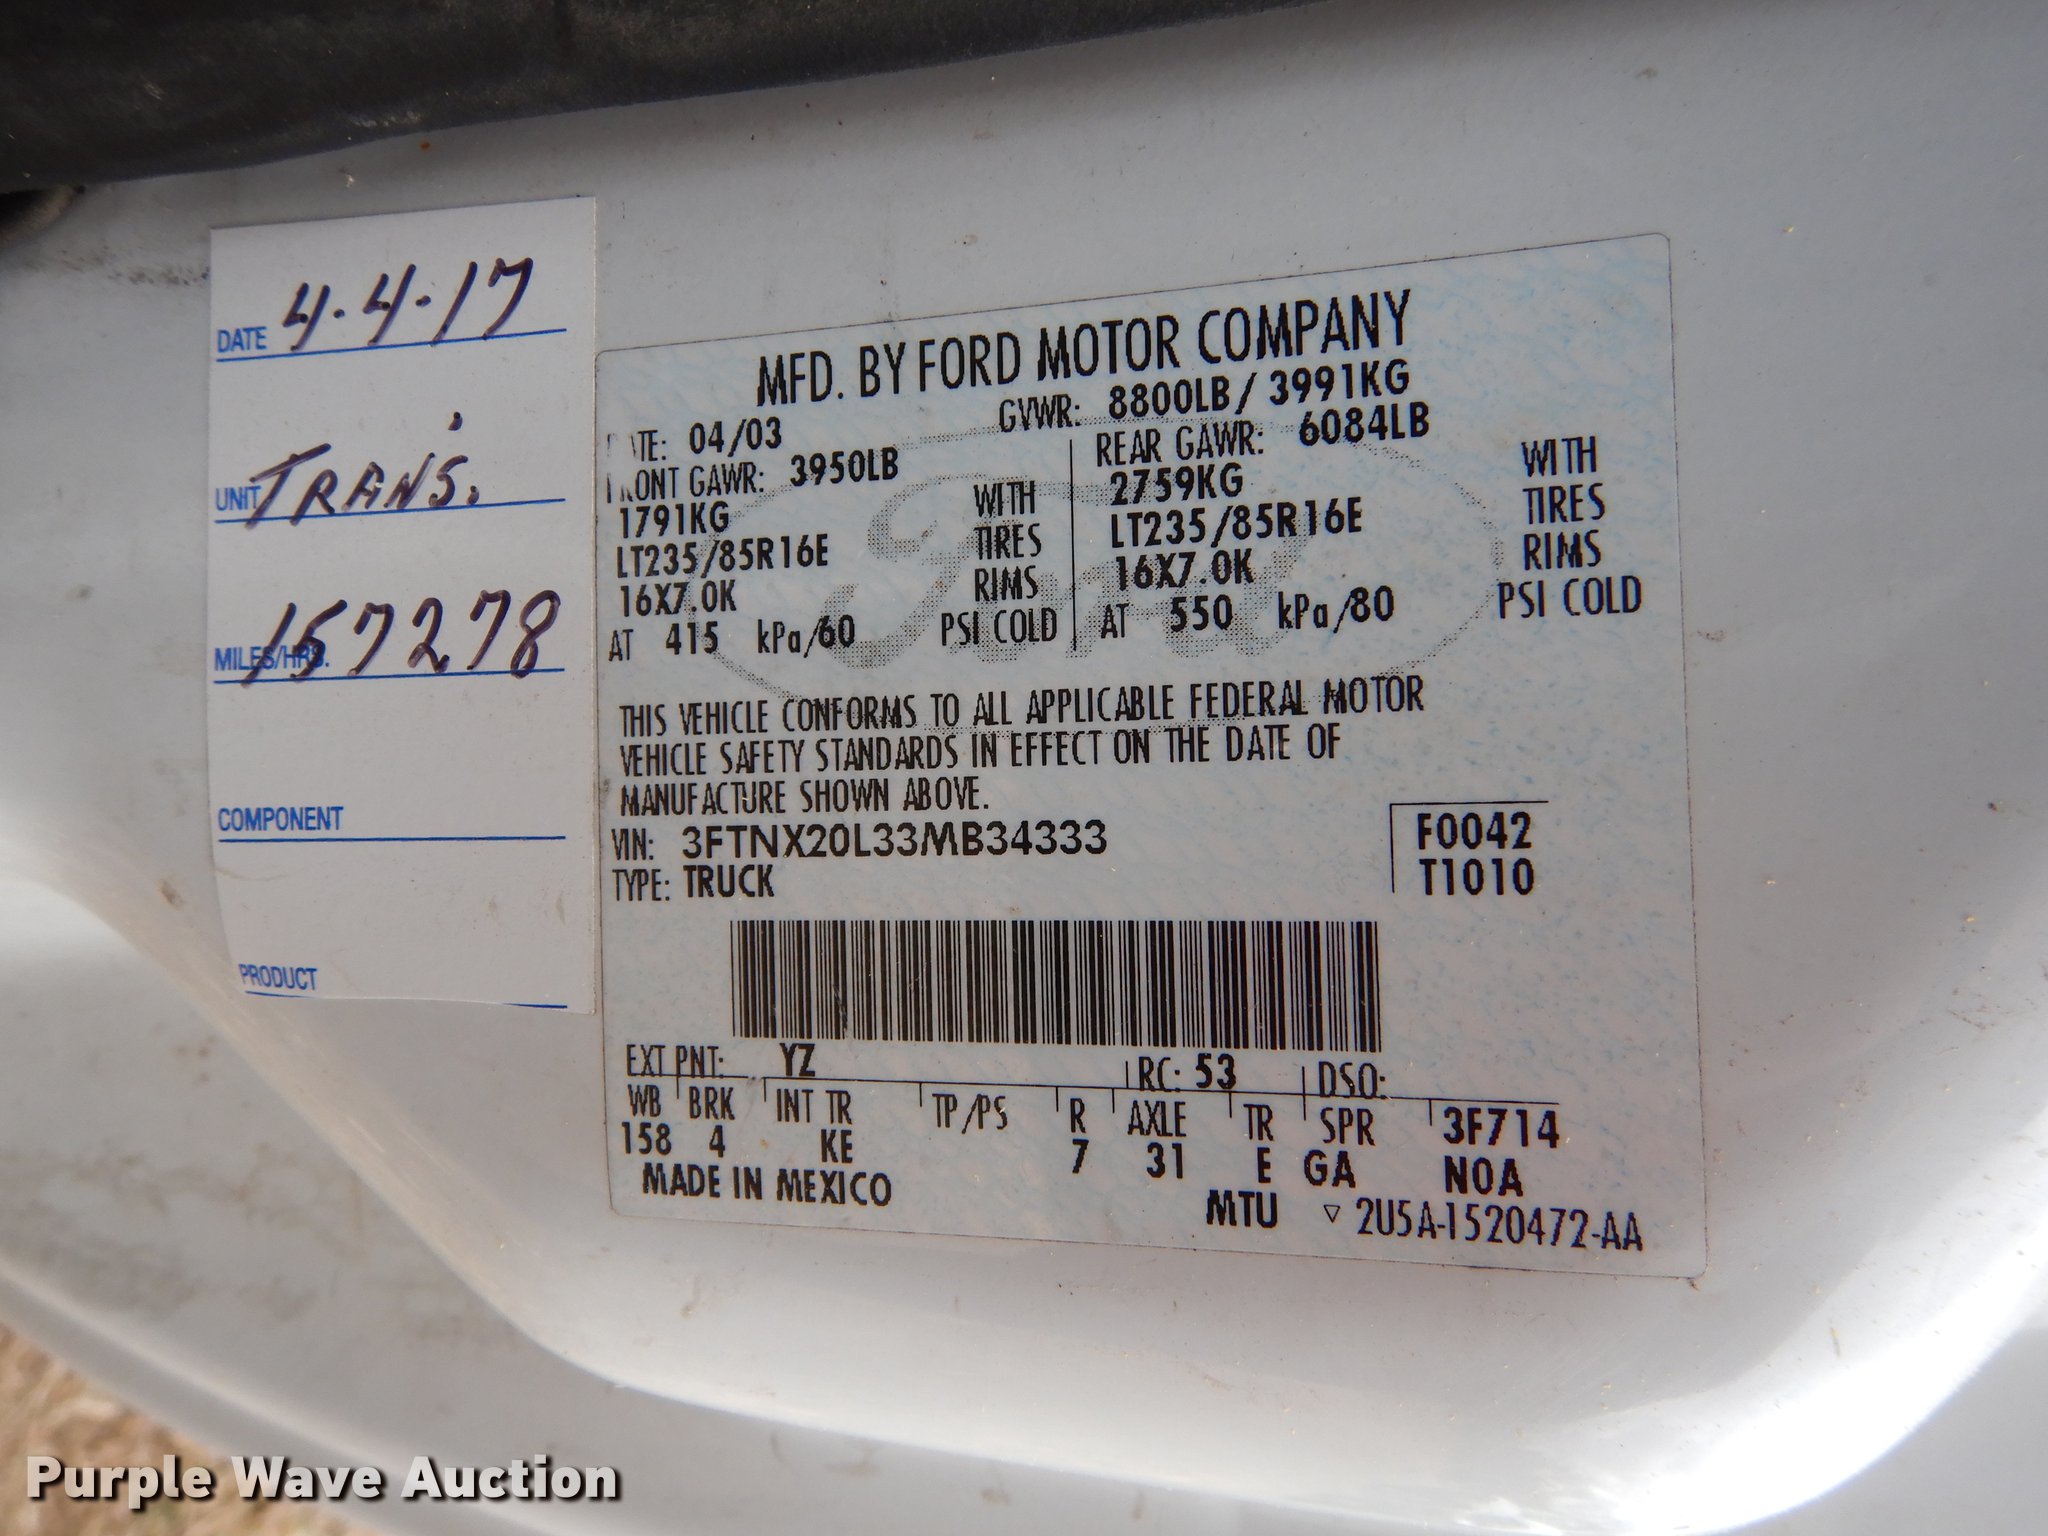 DATE 4.4.17
UNIT TRANS.
MILES/HRS. 157278
COMPONENT
PRODUCT
MFD. BY FORD MOTOR COMPANY
DATE: 04/03 GVWR: 8800LB/ 3991KG
FRONT GAWR: 3950LB REAR GAWR: 6084LB
1791KG WITH 2759KG WITH
LT235/85R16E TIRES LT235/85R16E TIRES
16X7.0K RIMS 16X7.0K RIMS
AT 415 kPa/60 PSI COLD AT 550 kPa/80 PSI COLD
Ford
THIS VEHICLE CONFORMS TO ALL APPLICABLE FEDERAL MOTOR
VEHICLE SAFETY STANDARDS IN EFFECT ON THE DATE OF
MANUFACTURE SHOWN ABOVE.
VIN: 3FTNX20L33MB34333 F0042
TYPE: TRUCK T1010
EXT PNT: YZ RC: 53 DSO:
WB BRK INT TR TP/PS R AXLE TR SPR 3F714
158 4 KE 7 31 E GA NOA
MADE IN MEXICO MTU ▽ 2U5A-1520472-AA
Purple Wave Auction